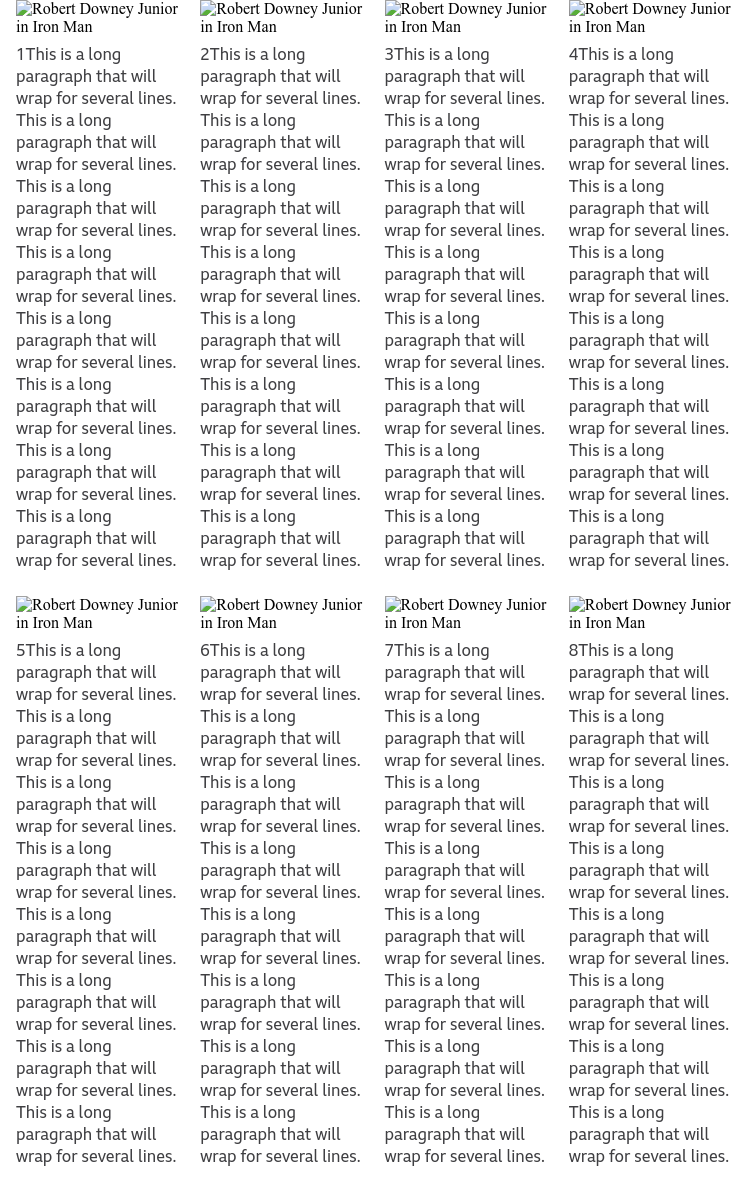 Robert Downey Junior
in Iron Man
1This is a long
paragraph that will
wrap for several lines.
This is a long
paragraph that will
wrap for several lines.
This is a long
paragraph that will
wrap for several lines.
This is a long
paragraph that will
wrap for several lines.
This is a long
paragraph that will
wrap for several lines.
This is a long
paragraph that will
wrap for several lines.
This is a long
paragraph that will
wrap for several lines.
This is a long
paragraph that will
wrap for several lines.
Robert Downey Junior
in Iron Man
2This is a long
paragraph that will
wrap for several lines.
This is a long
paragraph that will
wrap for several lines.
This is a long
paragraph that will
wrap for several lines.
This is a long
paragraph that will
wrap for several lines.
This is a long
paragraph that will
wrap for several lines.
This is a long
paragraph that will
wrap for several lines.
This is a long
paragraph that will
wrap for several lines.
This is a long
paragraph that will
wrap for several lines.
Robert Downey Junior
in Iron Man
3This is a long
paragraph that will
wrap for several lines.
This is a long
paragraph that will
wrap for several lines.
This is a long
paragraph that will
wrap for several lines.
This is a long
paragraph that will
wrap for several lines.
This is a long
paragraph that will
wrap for several lines.
This is a long
paragraph that will
wrap for several lines.
This is a long
paragraph that will
wrap for several lines.
This is a long
paragraph that will
wrap for several lines.
Robert Downey Junior
in Iron Man
4This is a long
paragraph that will
wrap for several lines.
This is a long
paragraph that will
wrap for several lines.
This is a long
paragraph that will
wrap for several lines.
This is a long
paragraph that will
wrap for several lines.
This is a long
paragraph that will
wrap for several lines.
This is a long
paragraph that will
wrap for several lines.
This is a long
paragraph that will
wrap for several lines.
This is a long
paragraph that will
wrap for several lines.
Robert Downey Junior
in Iron Man
5This is a long
paragraph that will
wrap for several lines.
This is a long
paragraph that will
wrap for several lines.
This is a long
paragraph that will
wrap for several lines.
This is a long
paragraph that will
wrap for several lines.
This is a long
paragraph that will
wrap for several lines.
This is a long
paragraph that will
wrap for several lines.
This is a long
paragraph that will
wrap for several lines.
This is a long
paragraph that will
wrap for several lines.
Robert Downey Junior
in Iron Man
6This is a long
paragraph that will
wrap for several lines.
This is a long
paragraph that will
wrap for several lines.
This is a long
paragraph that will
wrap for several lines.
This is a long
paragraph that will
wrap for several lines.
This is a long
paragraph that will
wrap for several lines.
This is a long
paragraph that will
wrap for several lines.
This is a long
paragraph that will
wrap for several lines.
This is a long
paragraph that will
wrap for several lines.
Robert Downey Junior
in Iron Man
7This is a long
paragraph that will
wrap for several lines.
This is a long
paragraph that will
wrap for several lines.
This is a long
paragraph that will
wrap for several lines.
This is a long
paragraph that will
wrap for several lines.
This is a long
paragraph that will
wrap for several lines.
This is a long
paragraph that will
wrap for several lines.
This is a long
paragraph that will
wrap for several lines.
This is a long
paragraph that will
wrap for several lines.
Robert Downey Junior
in Iron Man
8This is a long
paragraph that will
wrap for several lines.
This is a long
paragraph that will
wrap for several lines.
This is a long
paragraph that will
wrap for several lines.
This is a long
paragraph that will
wrap for several lines.
This is a long
paragraph that will
wrap for several lines.
This is a long
paragraph that will
wrap for several lines.
This is a long
paragraph that will
wrap for several lines.
This is a long
paragraph that will
wrap for several lines.